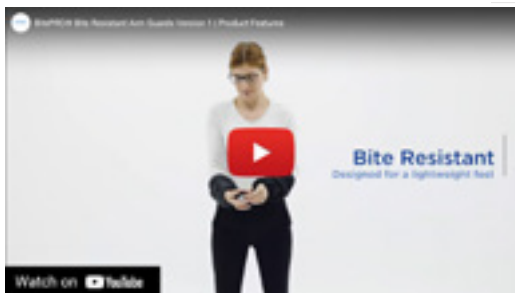 BitePRO® Bite Resistant Arm Guards Version 1 | Product Features
Bite Resistant
Designed for a lightweight feel
Watch on YouTube